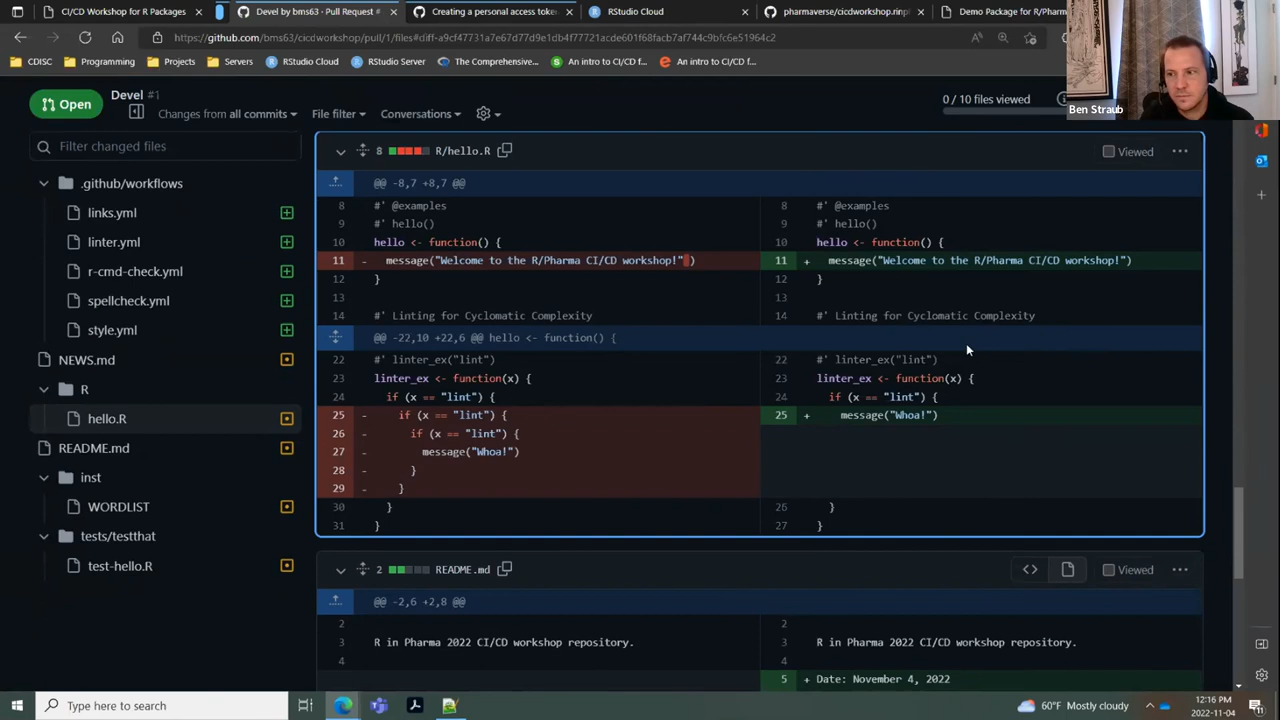 CI/CD Workshop for R Packages
Devel by bms63 · Pull Request #
Creating a personal access toke
RStudio Cloud
pharmaverse/cicdworkshop.rinp
Demo Package for R/Pharm
https://github.com/bms63/cicdworkshop/pull/1/files#diff-a9cf47731a7e67d77d9e1db4f77721acde601f68facb7af744c9bfc6e51964c2
CDISC
Programming
Projects
Servers
RStudio Cloud
RStudio Server
The Comprehensive...
An intro to CI/CD f...
An intro to CI/CD f...
Ben Straub
Open
Devel #1
Changes from all commits
File filter
Conversations
0 / 10 files viewed
Filter changed files
.github/workflows
links.yml
linter.yml
r-cmd-check.yml
spellcheck.yml
style.yml
NEWS.md
R
hello.R
README.md
inst
WORDLIST
tests/testthat
test-hello.R
8 R/hello.R
Viewed
@@ -8,7 +8,7 @@
8 #' @examples
9 #' hello()
10 hello <- function() {
11 - message("Welcome to the R/Pharma CI/CD workshop!" )
12 }
13
14 #' Linting for Cyclomatic Complexity
8 #' @examples
9 #' hello()
10 hello <- function() {
11 + message("Welcome to the R/Pharma CI/CD workshop!")
12 }
13
14 #' Linting for Cyclomatic Complexity
@@ -22,10 +22,6 @@ hello <- function() {
22 #' linter_ex("lint")
23 linter_ex <- function(x) {
24 if (x == "lint") {
25 - if (x == "lint") {
26 - if (x == "lint") {
27 - message("Whoa!")
28 - }
29 - }
30 }
31 }
22 #' linter_ex("lint")
23 linter_ex <- function(x) {
24 if (x == "lint") {
25 + message("Whoa!")
26 }
27 }
2 README.md
Viewed
@@ -2,6 +2,8 @@
2
3 R in Pharma 2022 CI/CD workshop repository.
4
2
3 R in Pharma 2022 CI/CD workshop repository.
4
5 + Date: November 4, 2022
Type here to search
60°F Mostly cloudy
12:16 PM
2022-11-04
11